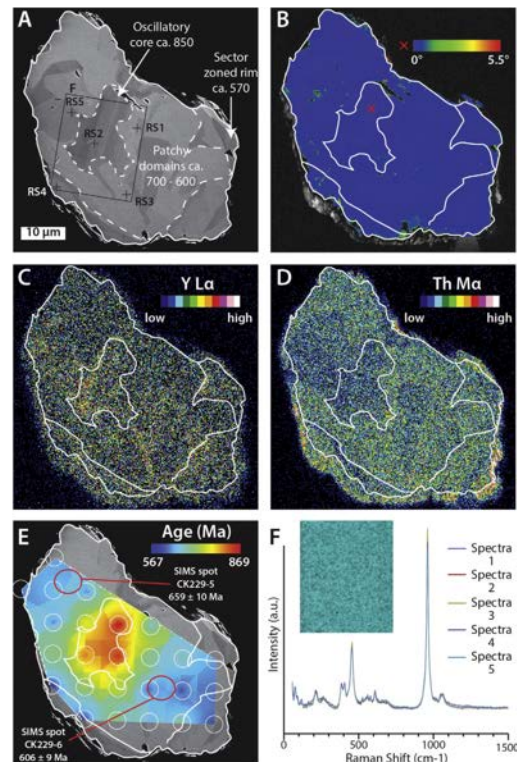 A
Oscillatory
core ca. 850
Sector
zoned rim
ca. 570
F
RS5
RS2
RS1
Patchy
domains ca.
700 - 600
RS4
RS3
10 μm
B
0°
5.5°
C
Y Lα
low
high
D
Th Mα
low
high
E
Age (Ma)
567
869
SIMS spot
CK229-5
659 ± 10 Ma
SIMS spot
CK229-6
606 ± 9 Ma
F
Spectra
1
Spectra
2
Spectra
3
Spectra
4
Spectra
5
Intensity (a.u.)
0
500
1000
1500
Raman Shift (cm-1)